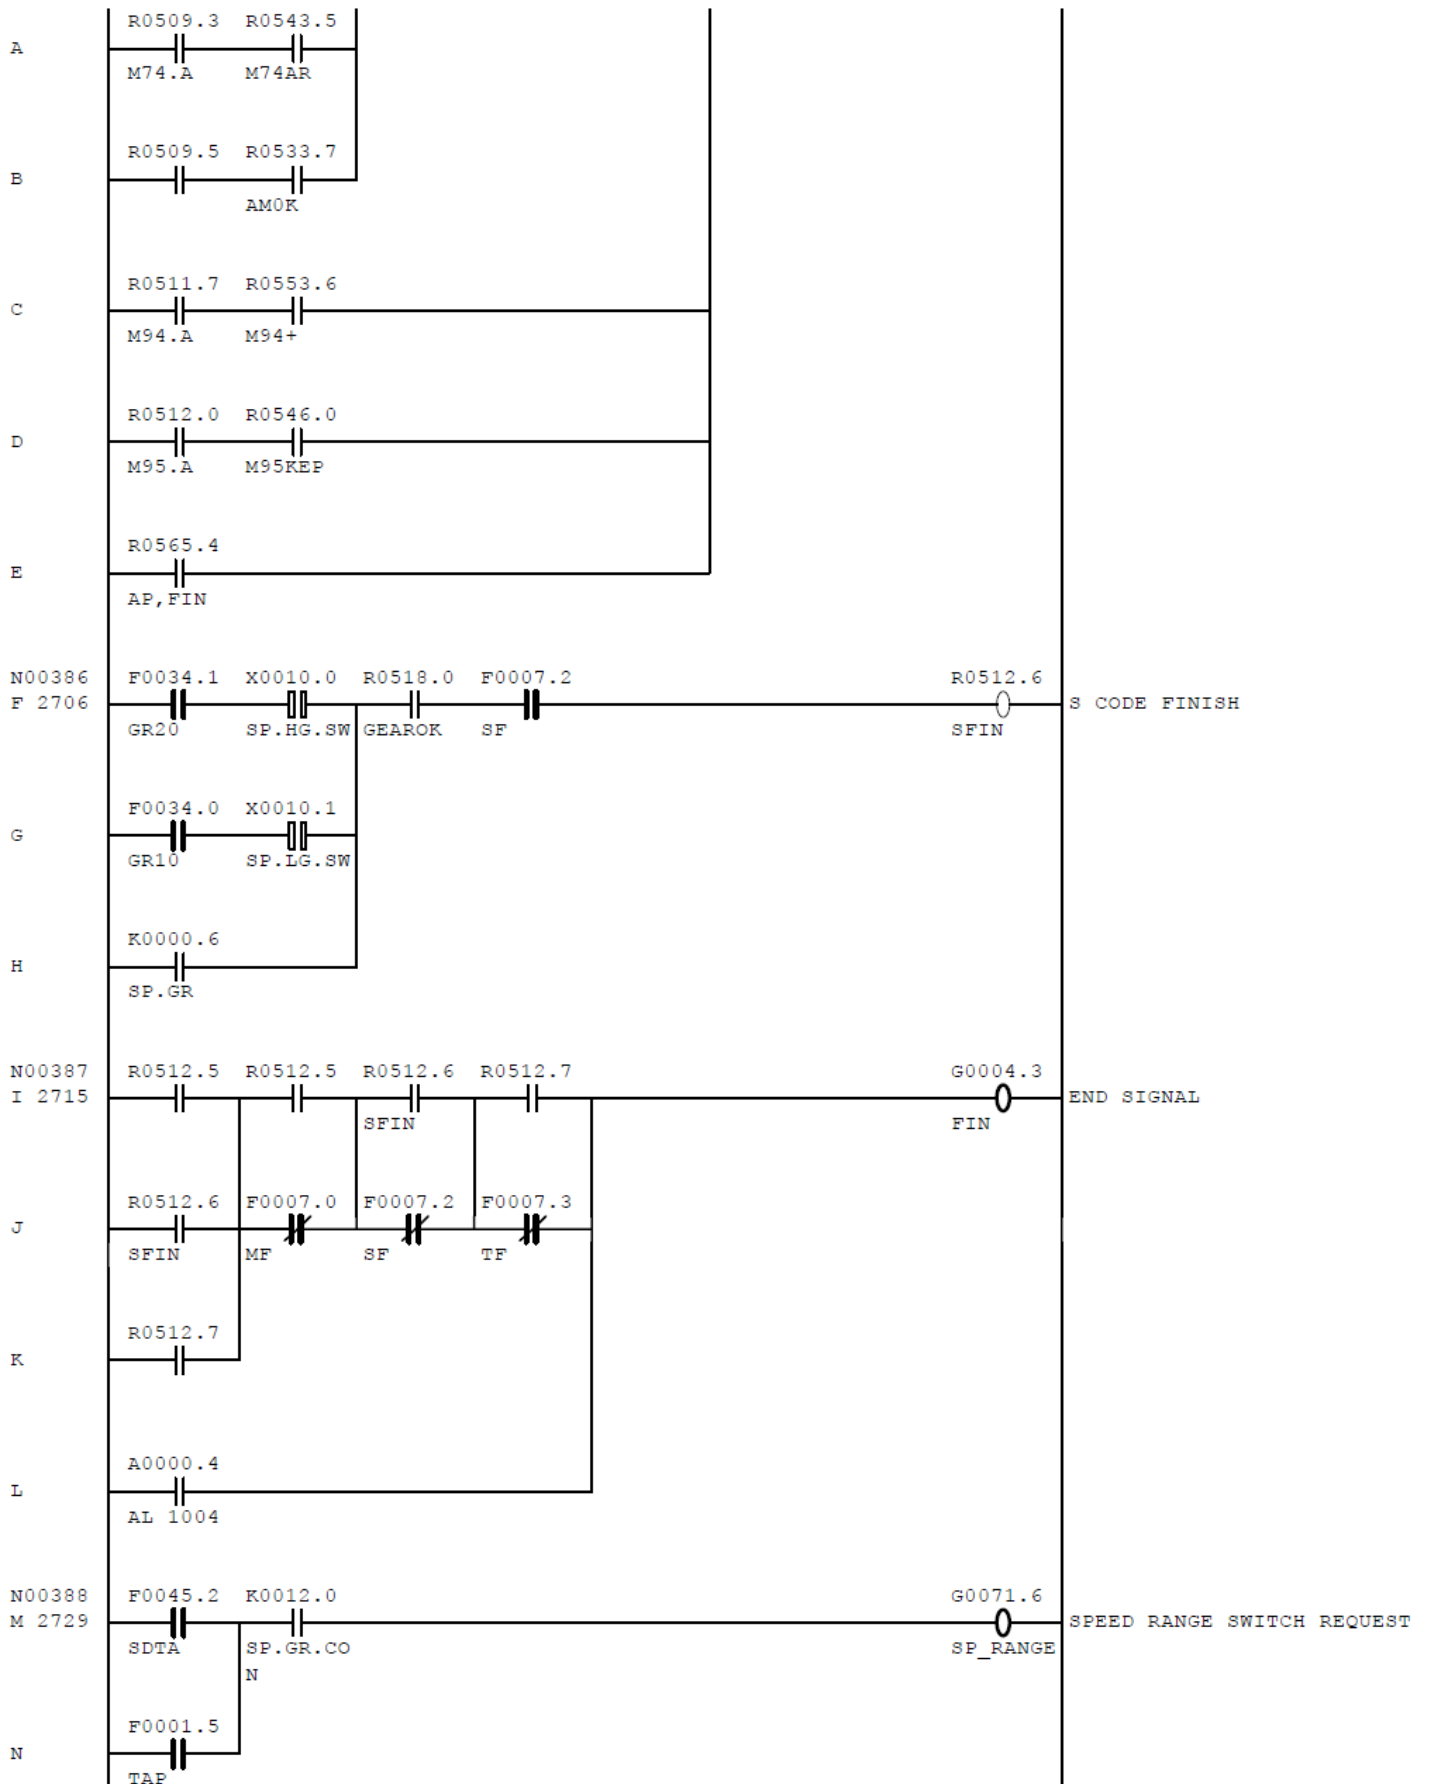 R0509.3 R0543.5
A
M74.A M74AR
R0509.5 R0533.7
B
AM0K
R0511.7 R0553.6
C
M94.A M94+
R0512.0 R0546.0
D
M95.A M95KEP
R0565.4
E
AP,FIN
N00386 F0034.1 X0010.0 R0518.0 F0007.2 R0512.6
F 2706 S CODE FINISH
GR20 SP.HG.SW GEAROK SF SFIN
F0034.0 X0010.1
G
GR10 SP.LG.SW
K0000.6
H
SP.GR
N00387 R0512.5 R0512.5 R0512.6 R0512.7 G0004.3
I 2715 END SIGNAL
SFIN FIN
R0512.6 F0007.0 F0007.2 F0007.3
J
SFIN MF SF TF
R0512.7
K
A0000.4
L
AL 1004
N00388 F0045.2 K0012.0 G0071.6
M 2729 SPEED RANGE SWITCH REQUEST
SDTA SP.GR.CO SP_RANGE
N
F0001.5
N
TAP